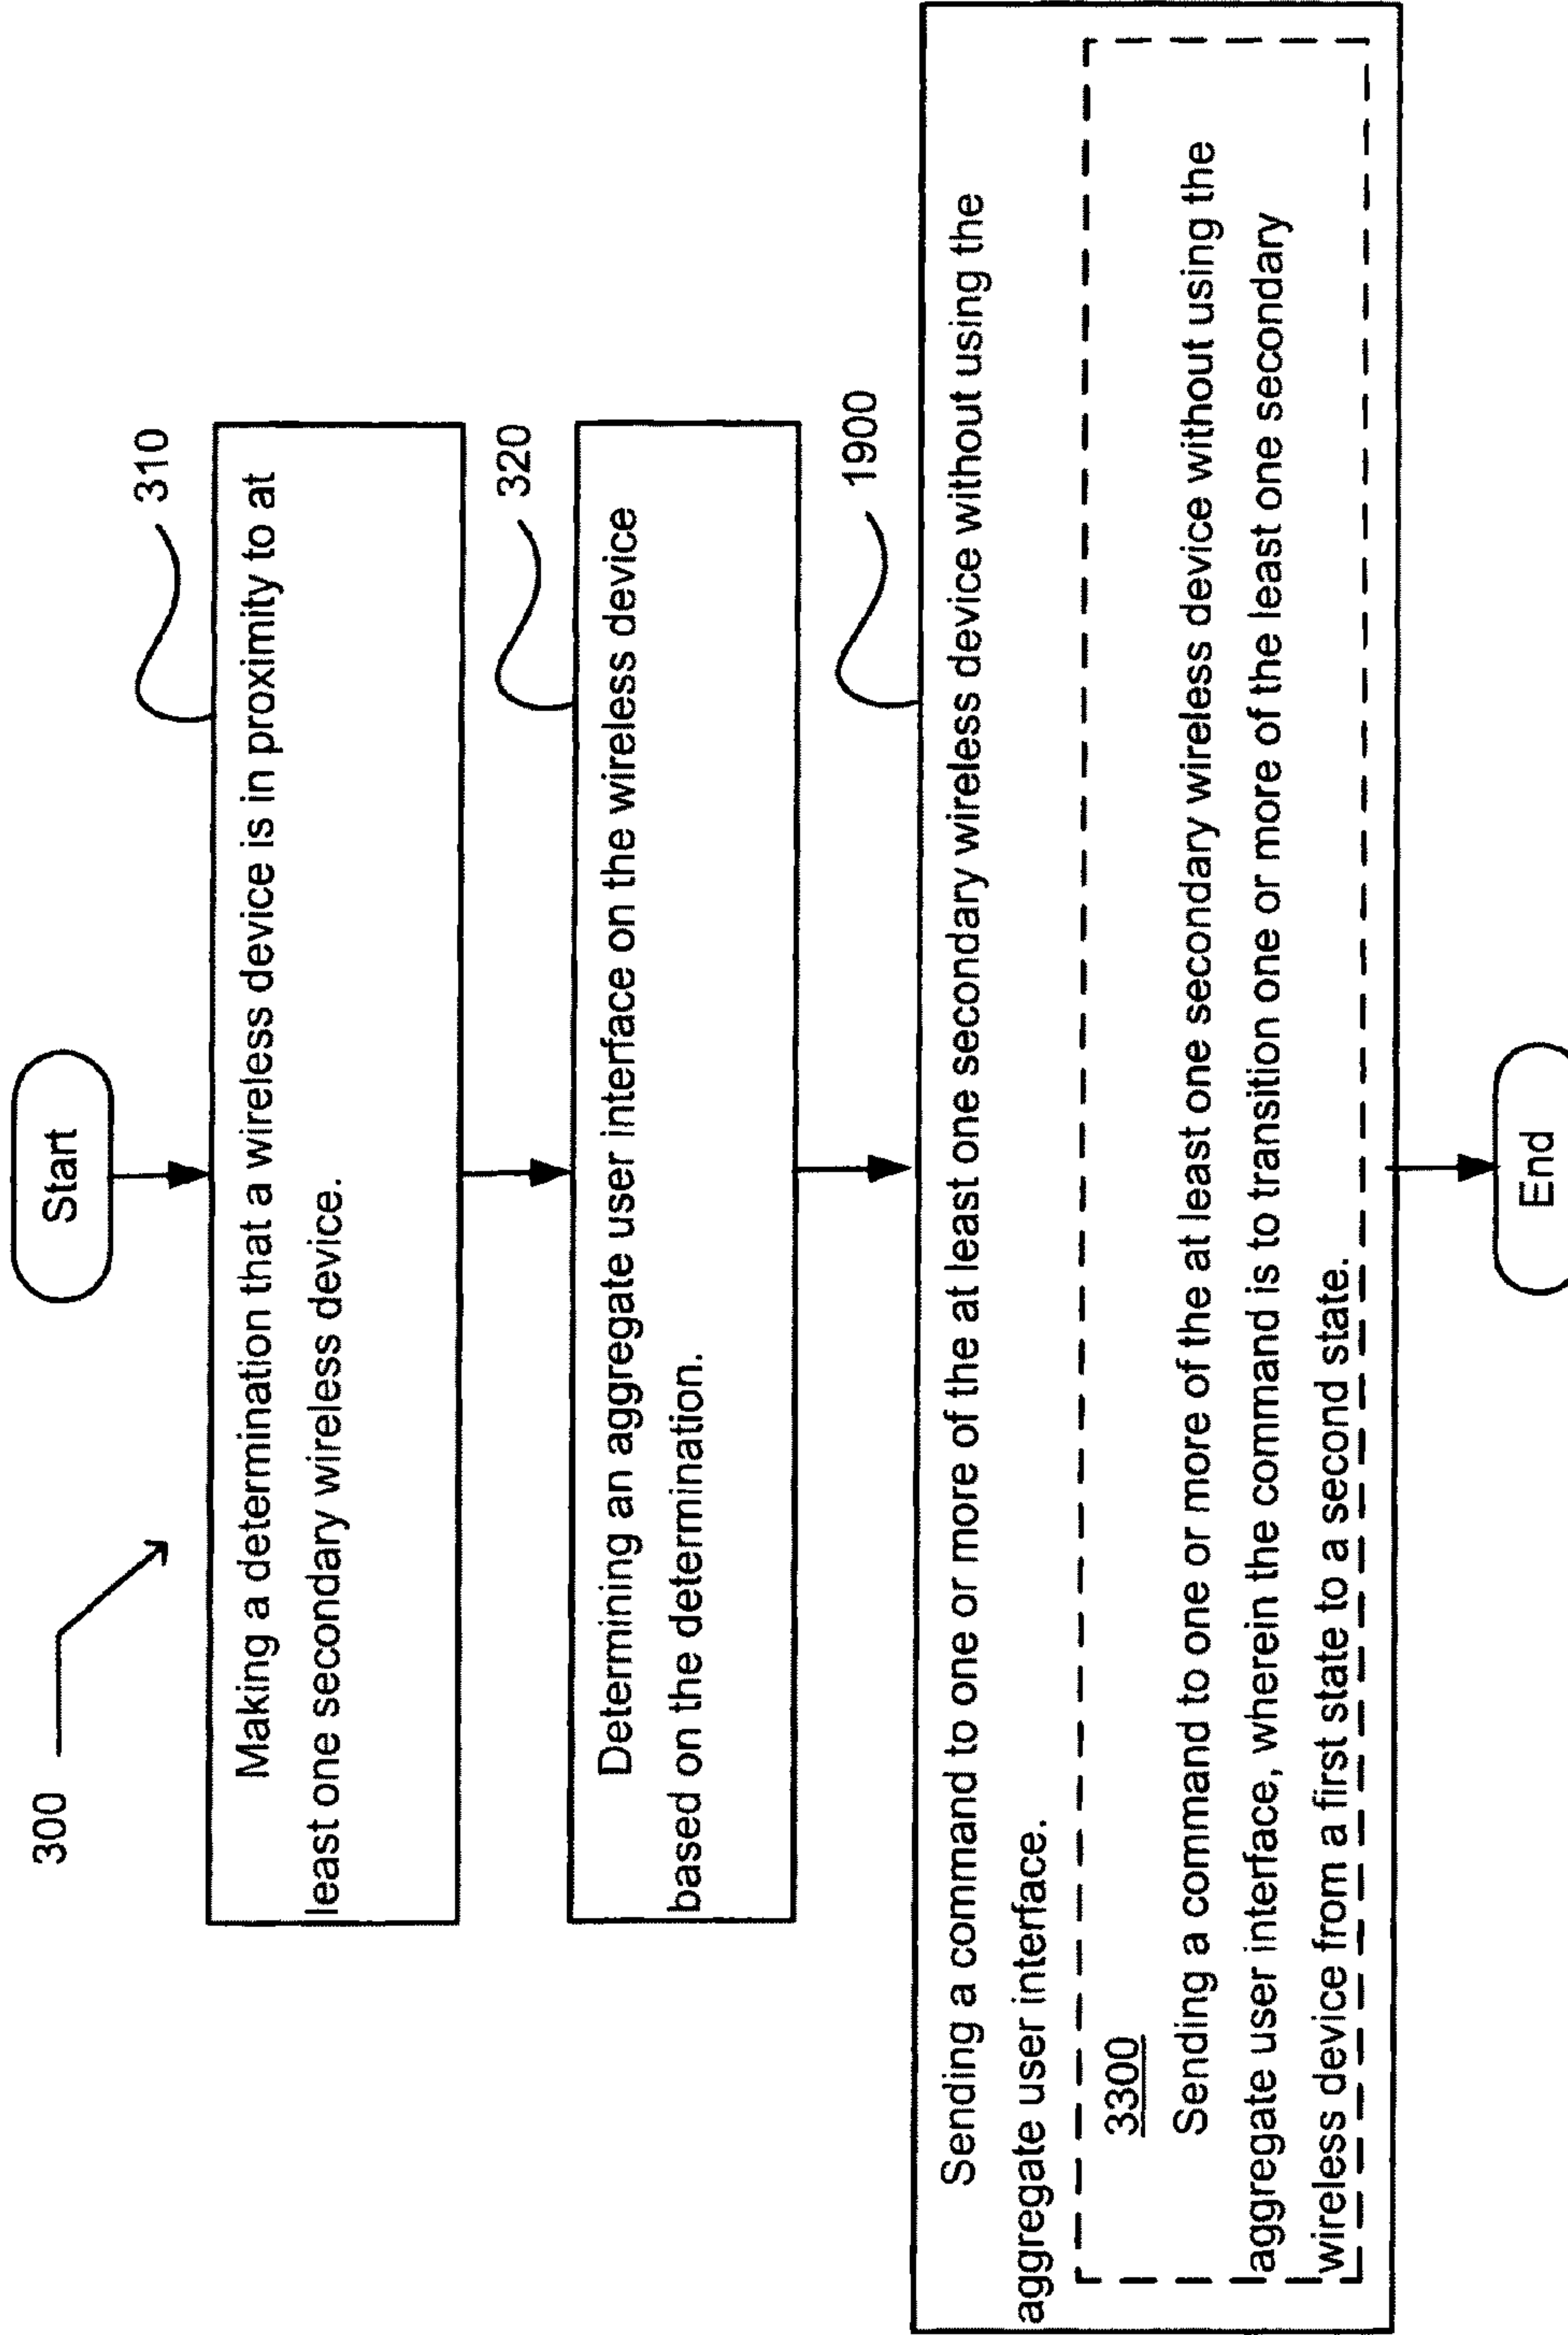 300
Start
310
Making a determination that a wireless device is in proximity to at
least one secondary wireless device.
320
Determining an aggregate user interface on the wireless device
based on the determination.
1900
Sending a command to one or more of the at least one secondary wireless device without using the
aggregate user interface.
3300
Sending a command to one or more of the at least one secondary wireless device without using the
aggregate user interface, wherein the command is to transition one or more of the least one secondary
wireless device from a first state to a second state.
End